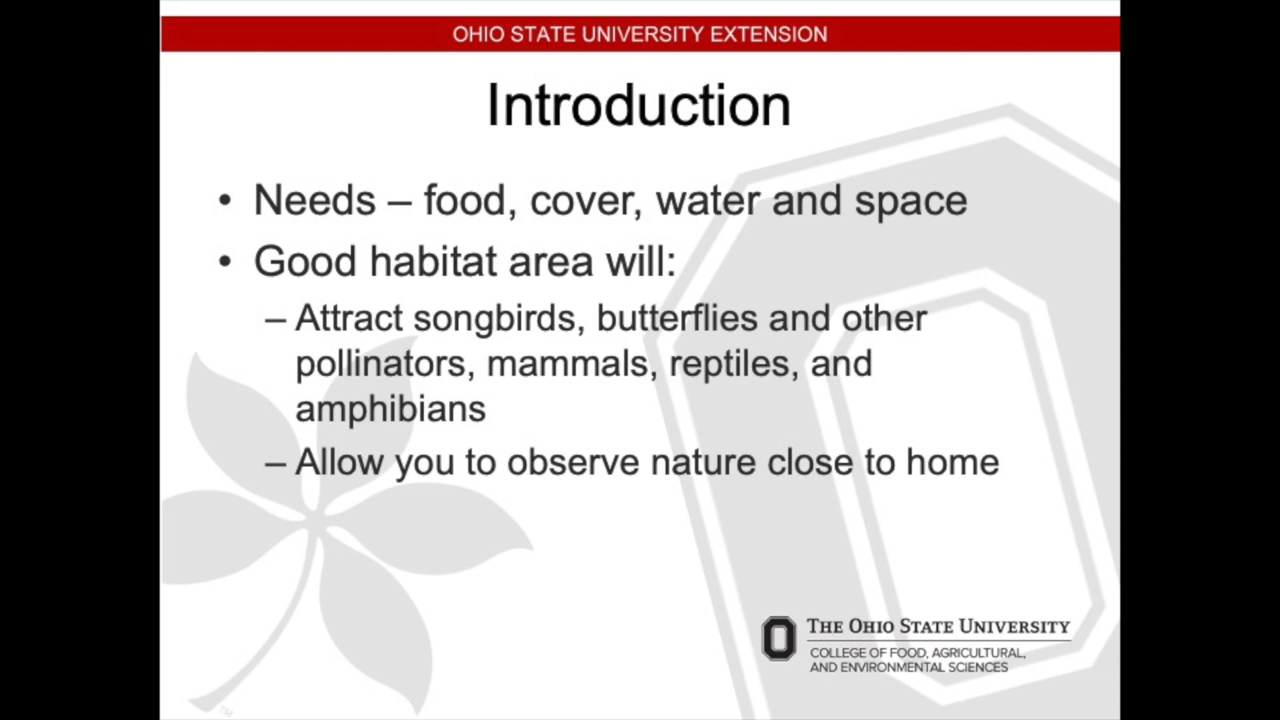 OHIO STATE UNIVERSITY EXTENSION
Introduction
• Needs – food, cover, water and space
• Good habitat area will:
– Attract songbirds, butterflies and other
pollinators, mammals, reptiles, and
amphibians
– Allow you to observe nature close to home
THE OHIO STATE UNIVERSITY
COLLEGE OF FOOD, AGRICULTURAL,
AND ENVIRONMENTAL SCIENCES
TM